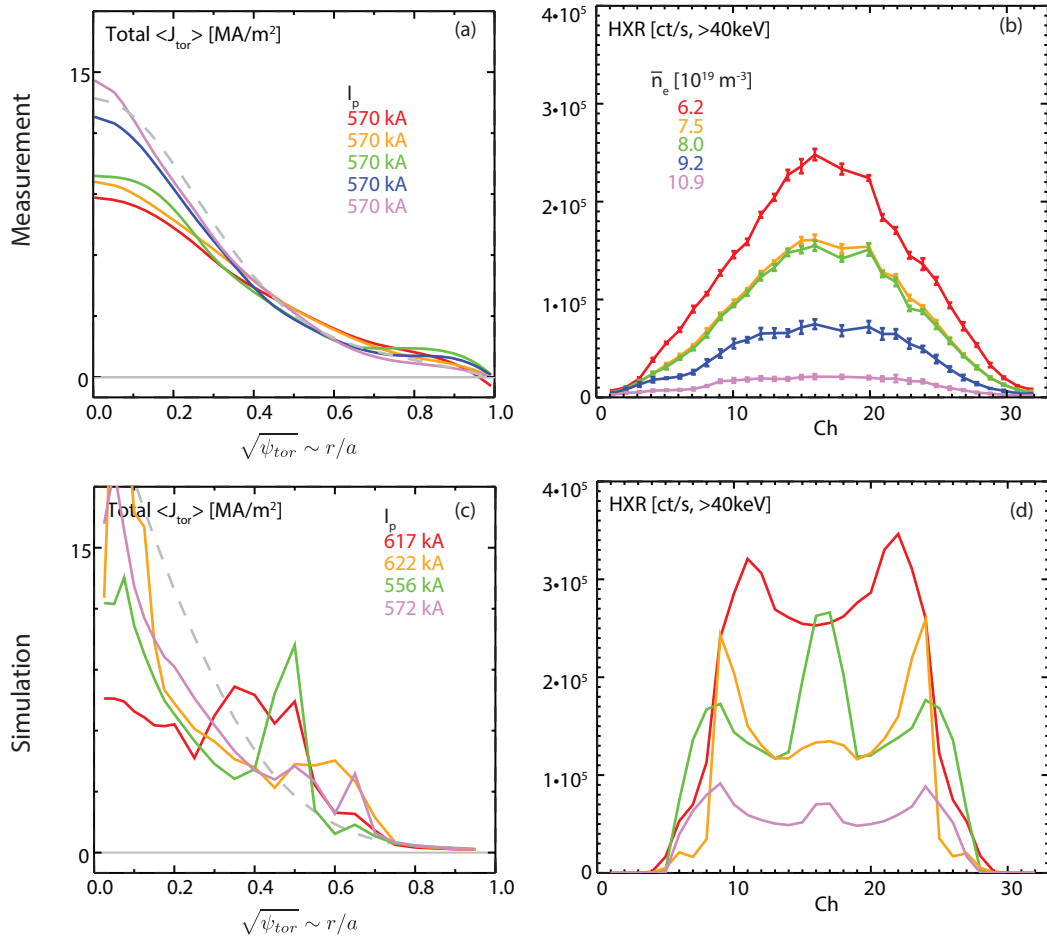 Measurement
Total <J_tor> [MA/m²]
(a)
15
0
I_p
570 kA
570 kA
570 kA
570 kA
570 kA
0.0 0.2 0.4 0.6 0.8 1.0
√ψ_tor ∼ r/a
HXR [ct/s, >40keV]
(b)
4•10⁵
3•10⁵
2•10⁵
1•10⁵
0
n̅_e [10¹⁹ m⁻³]
6.2
7.5
8.0
9.2
10.9
0 10 20 30
Ch
Simulation
Total <J_tor> [MA/m²]
(c)
15
0
I_p
617 kA
622 kA
556 kA
572 kA
0.0 0.2 0.4 0.6 0.8 1.0
√ψ_tor ∼ r/a
HXR [ct/s, >40keV]
(d)
4•10⁵
3•10⁵
2•10⁵
1•10⁵
0
0 10 20 30
Ch